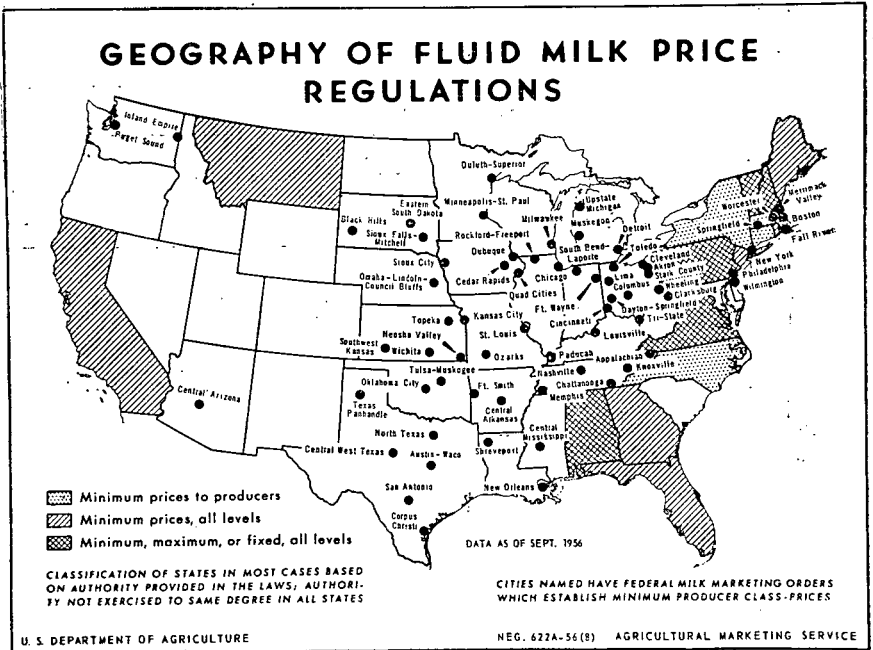 GEOGRAPHY OF FLUID MILK PRICE
REGULATIONS
Inland Empire
Puget Sound
Duluth-Superior
Minneapolis-St. Paul
Upstate
Michigan
Muskegon
Milwaukee
Detroit
Eastern
South Dakota
Black Hills
Sioux Falls-
Mitchell
Rockford-Freeport
Dubuque
South Bend-
Laporte
Toledo
Cleveland
Akron
Stark County
Wheeling
Clarksburg
Worcester
Merrimack
Valley
Springfield
Boston
Fall River
New York
Philadelphia
Wilmington
Sioux City
Cedar Rapids
Chicago
Lima
Columbus
Omaha-Lincoln-
Council Bluffs
Quad Cities
Ft. Wayne
Dayton-Springfield
Cincinnati
Tri-State
Topeka
Kansas City
St. Louis
Louisville
Neosho Valley
Southwest
Kansas
Wichita
Ozarks
Paducah
Appalachian
Tulsa-Muskogee
Nashville
Knoxville
Oklahoma City
Ft. Smith
Chattanooga
Memphis
Central Arizona
Texas
Panhandle
Central
Arkansas
North Texas
Central
Mississippi
Central West Texas
Austin-Waco
Shreveport
San Antonio
New Orleans
Corpus
Christi
Minimum prices to producers
Minimum prices, all levels
Minimum, maximum, or fixed, all levels
DATA AS OF SEPT. 1956
CLASSIFICATION OF STATES IN MOST CASES BASED
ON AUTHORITY PROVIDED IN THE LAWS; AUTHORI-
TY NOT EXERCISED TO SAME DEGREE IN ALL STATES
CITIES NAMED HAVE FEDERAL MILK MARKETING ORDERS
WHICH ESTABLISH MINIMUM PRODUCER CLASS-PRICES
U. S. DEPARTMENT OF AGRICULTURE
NEG. 622A-56(8) AGRICULTURAL MARKETING SERVICE